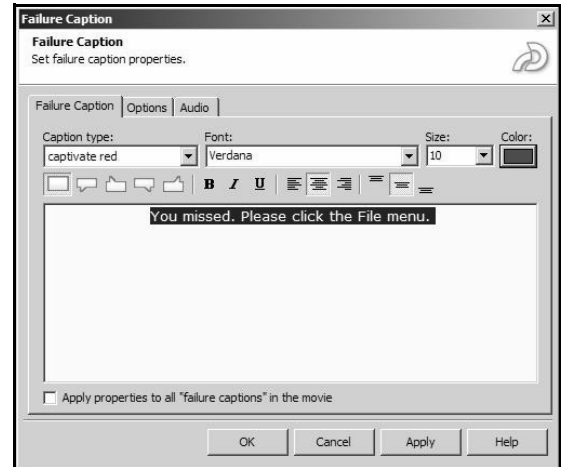 Failure Caption
Failure Caption
Set failure caption properties.
Failure Caption Options Audio
Caption type: Font: Size: Color:
captivate red Verdana 10
B I U
You missed. Please click the File menu.
Apply properties to all "failure captions" in the movie
OK Cancel Apply Help